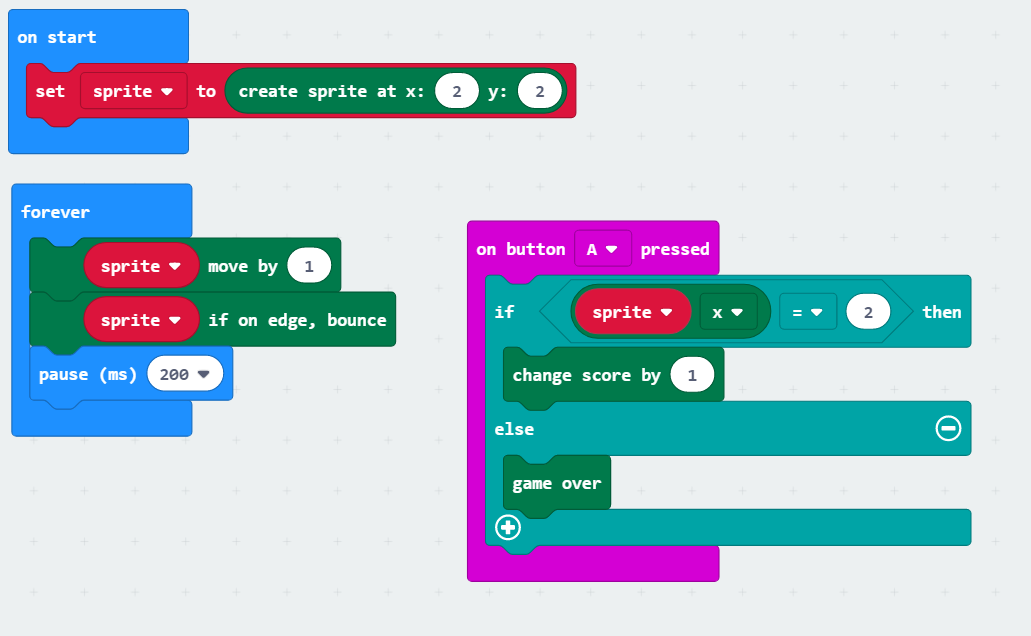 on start
set sprite to create sprite at x: 2 y: 2
forever
sprite move by 1
sprite if on edge, bounce
pause (ms) 200
on button A pressed
if sprite x = 2 then
change score by 1
else
game over